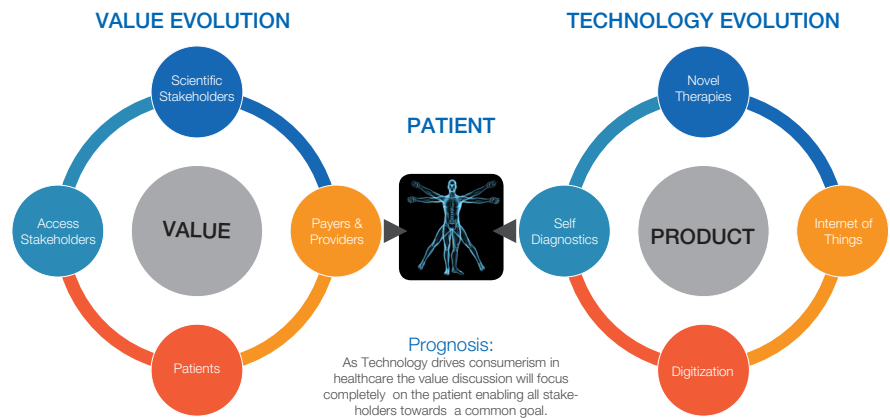 VALUE EVOLUTION
Scientific
Stakeholders
Access
Stakeholders
VALUE
Payers &
Providers
Patients
PATIENT
Prognosis:
As Technology drives consumerism in
healthcare the value discussion will focus
completely on the patient enabling all stake-
holders towards a common goal.
TECHNOLOGY EVOLUTION
Novel
Therapies
Self
Diagnostics
PRODUCT
Internet of
Things
Digitization